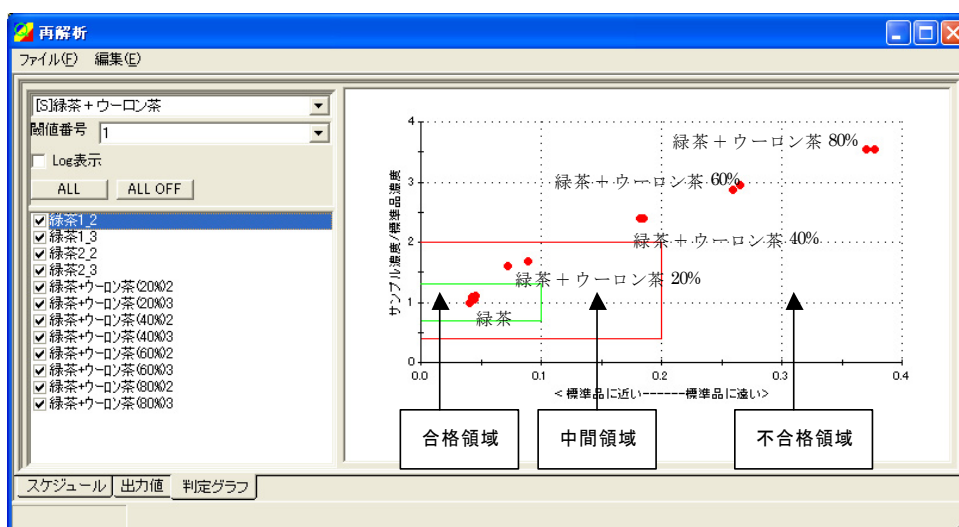 再解析
ファイル(F) 編集(E)
[S]緑茶+ウーロン茶
閾値番号 1
Log表示
ALL ALL OFF
緑茶1_2
緑茶1_3
緑茶2_2
緑茶2_3
緑茶+ウーロン茶(20%)2
緑茶+ウーロン茶(20%)3
緑茶+ウーロン茶(40%)2
緑茶+ウーロン茶(40%)3
緑茶+ウーロン茶(60%)2
緑茶+ウーロン茶(60%)3
緑茶+ウーロン茶(80%)2
緑茶+ウーロン茶(80%)3
サンプル濃度/標準品濃度
4
3
2
1
0
緑茶+ウーロン茶 80%
緑茶+ウーロン茶 60%
緑茶+ウーロン茶 40%
緑茶+ウーロン茶 20%
緑茶
0.0 0.1 0.2 0.3 0.4
<標準品に近い------標準品に遠い>
合格領域
中間領域
不合格領域
スケジュール 出力値 判定グラフ